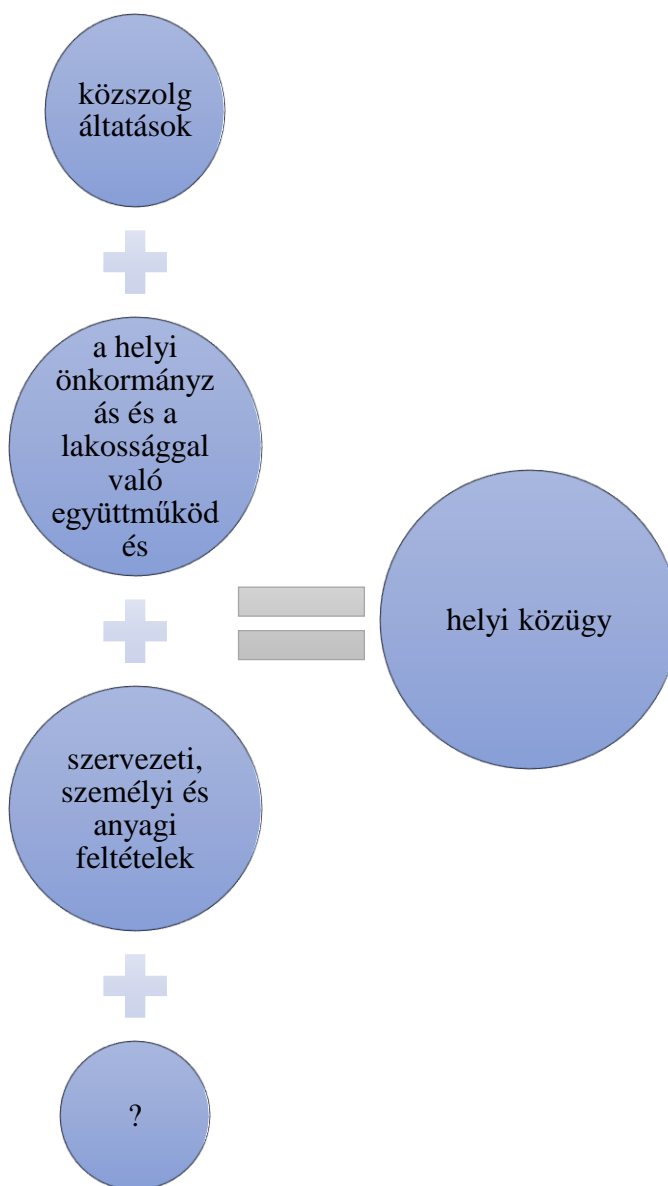 közszolg
áltatások
a helyi
önkormányz
ás és a
lakossággal
való
együttműköd
és
helyi közügy
szervezeti,
személyi és
anyagi
feltételek
?